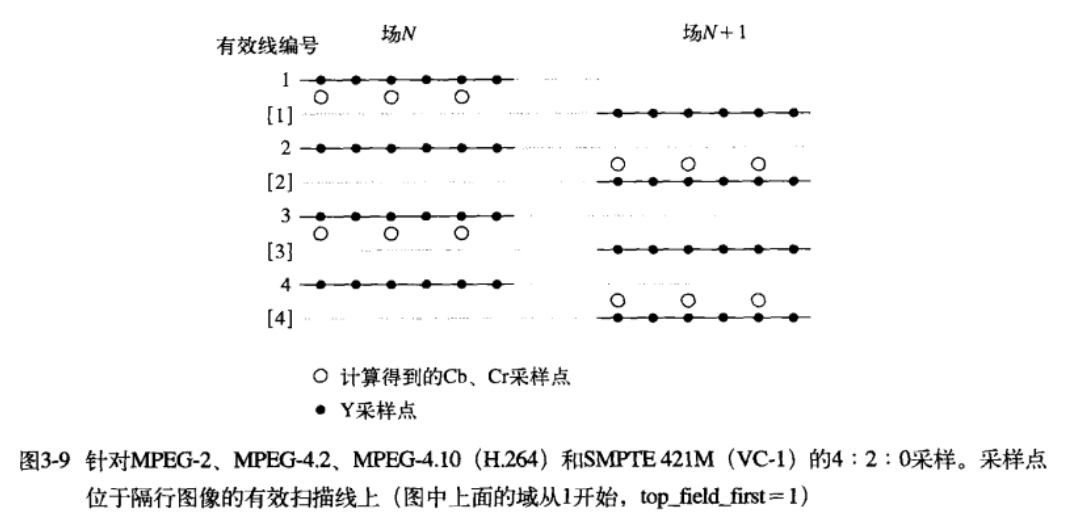 有效线编号
场N
场N+1
1
[1]
2
[2]
3
[3]
4
[4]
计算得到的Cb、Cr采样点
Y采样点
图3-9 针对MPEG-2、MPEG-4.2、MPEG-4.10（H.264）和SMPTE 421M（VC-1）的4：2：0采样。采样点
位于隔行图像的有效扫描线上（图中上面的域从1开始，top_field_first=1）